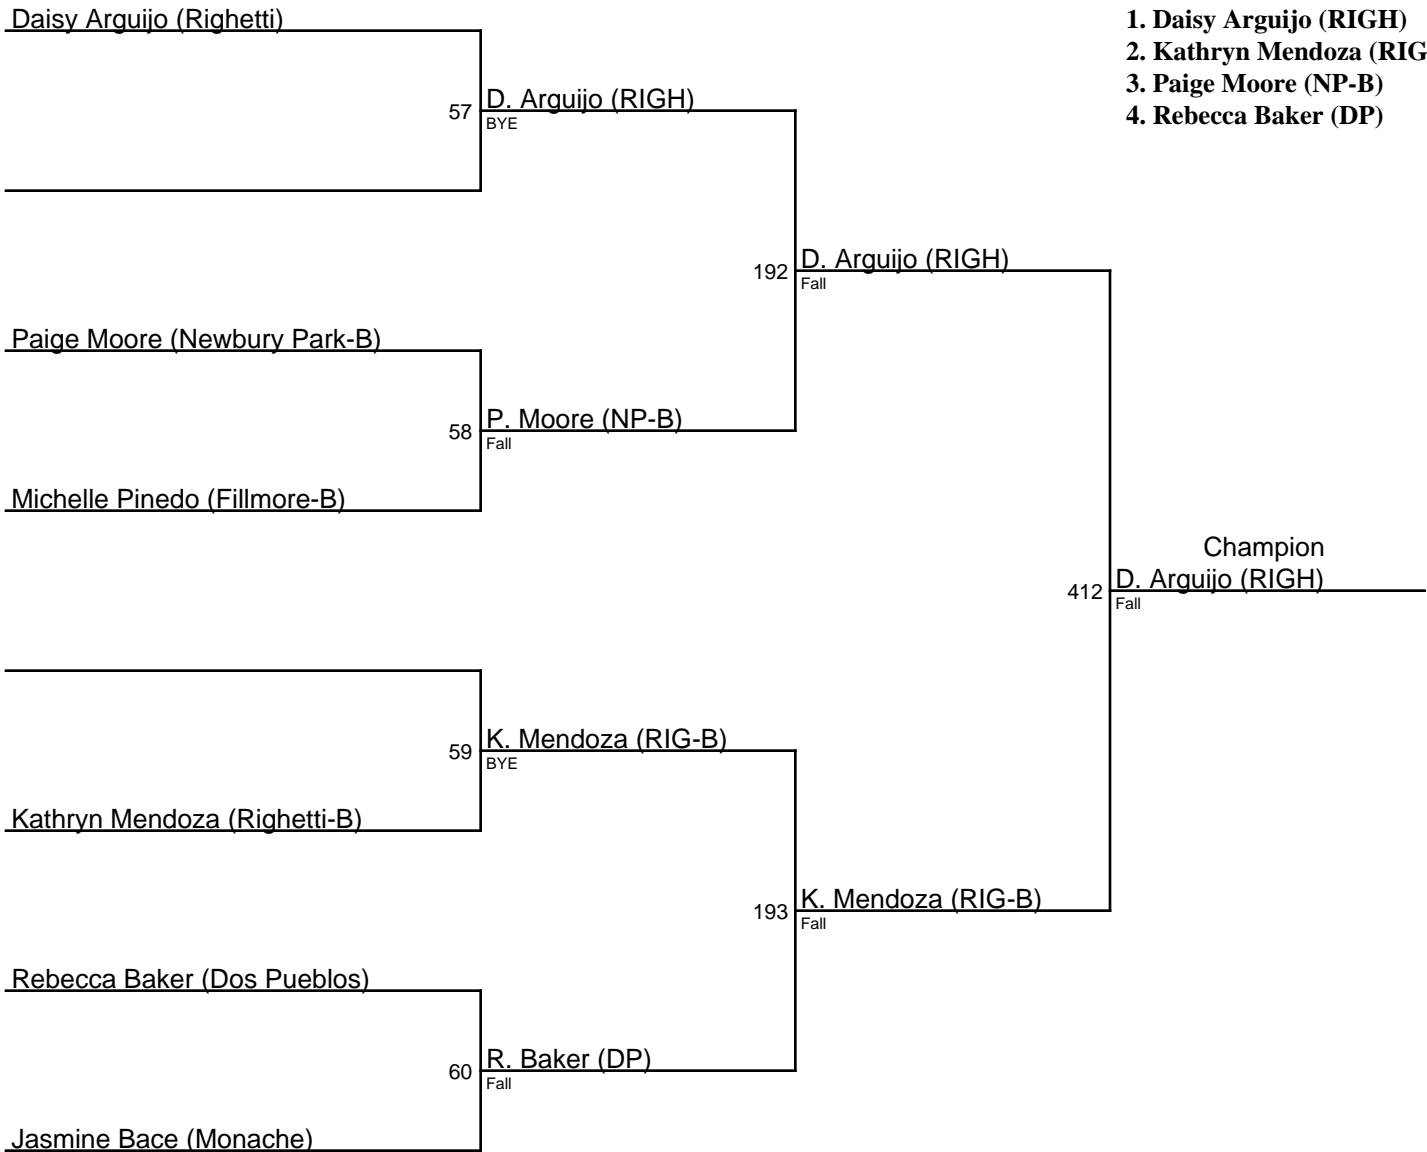 Daisy Arguijo (Righetti)
1. Daisy Arguijo (RIGH)
2. Kathryn Mendoza (RIG
3. Paige Moore (NP-B)
4. Rebecca Baker (DP)
57 D. Arguijo (RIGH)
BYE
192 D. Arguijo (RIGH)
Fall
Paige Moore (Newbury Park-B)
58 P. Moore (NP-B)
Fall
Michelle Pinedo (Fillmore-B)
Champion
412 D. Arguijo (RIGH)
Fall
59 K. Mendoza (RIG-B)
BYE
Kathryn Mendoza (Righetti-B)
193 K. Mendoza (RIG-B)
Fall
Rebecca Baker (Dos Pueblos)
60 R. Baker (DP)
Fall
Jasmine Bace (Monache)